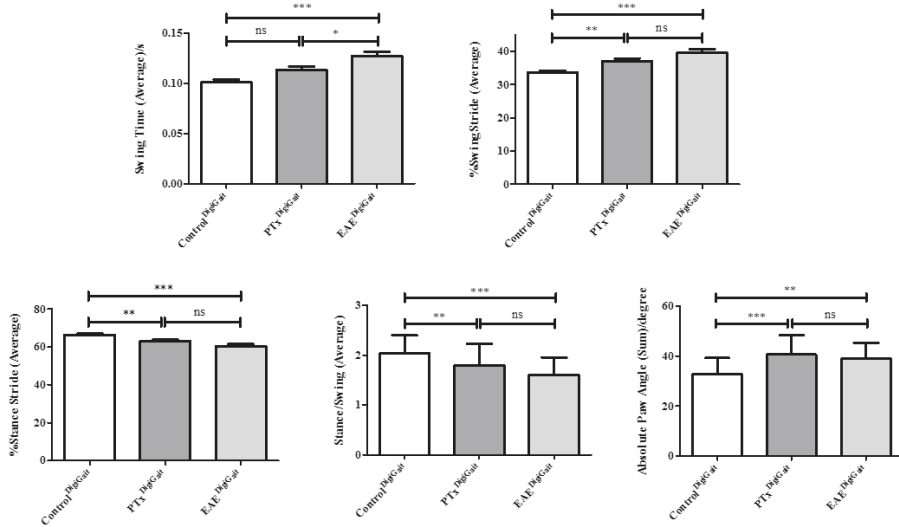 ***
ns
*
0.15
0.10
0.05
0.00
Swing Time (Average)/s
Control^DigiGait
PTx^DigiGait
EAE^DigiGait
***
**
ns
40
30
20
10
0
%SwingStride (Average)
Control^DigiGait
PTx^DigiGait
EAE^DigiGait
***
**
ns
80
60
40
20
0
%Stance Stride (Average)
Control^DigiGait
PTx^DigiGait
EAE^DigiGait
***
**
ns
3
2
1
0
Stance/Swing (Average)
Control^DigiGait
PTx^DigiGait
EAE^DigiGait
**
***
ns
60
40
20
0
Absolute Paw Angle (Sum)/degree
Control^DigiGait
PTx^DigiGait
EAE^DigiGait